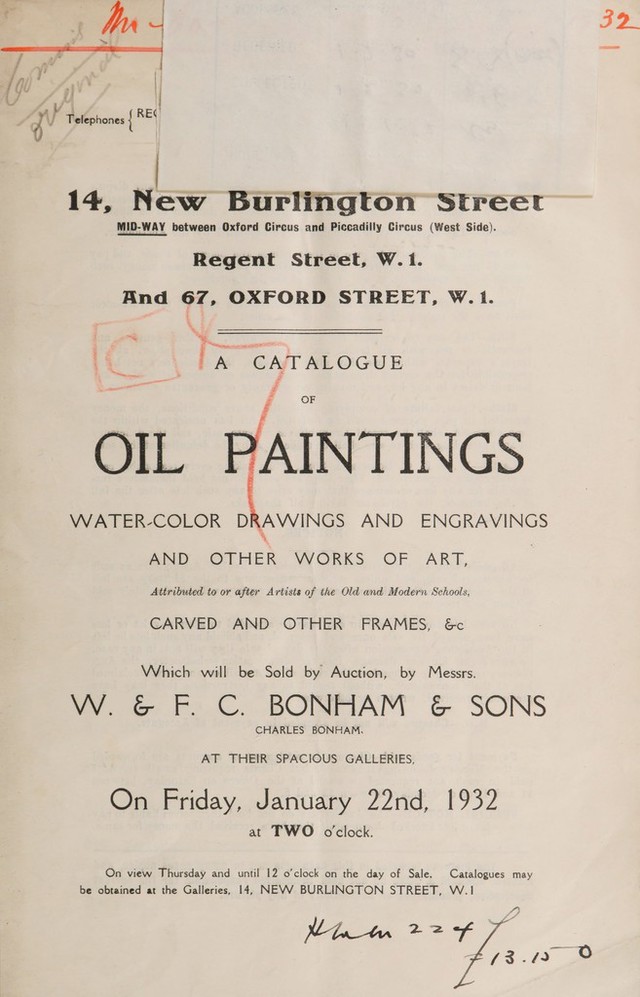 32
original
Telephones { RE
14, New Burlington Street
MID-WAY between Oxford Circus and Piccadilly Circus (West Side).
Regent Street, W.1.
And 67, OXFORD STREET, W.1.
C
A CATALOGUE
OF
OIL PAINTINGS
WATER-COLOR DRAWINGS AND ENGRAVINGS
AND OTHER WORKS OF ART,
Attributed to or after Artists of the Old and Modern Schools,
CARVED AND OTHER FRAMES, &c
Which will be Sold by Auction, by Messrs.
W. & F. C. BONHAM & SONS
CHARLES BONHAM.
AT THEIR SPACIOUS GALLERIES,
On Friday, January 22nd, 1932
at TWO o'clock.
On view Thursday and until 12 o'clock on the day of Sale. Catalogues may
be obtained at the Galleries, 14, NEW BURLINGTON STREET, W.1
224
£13.15.0